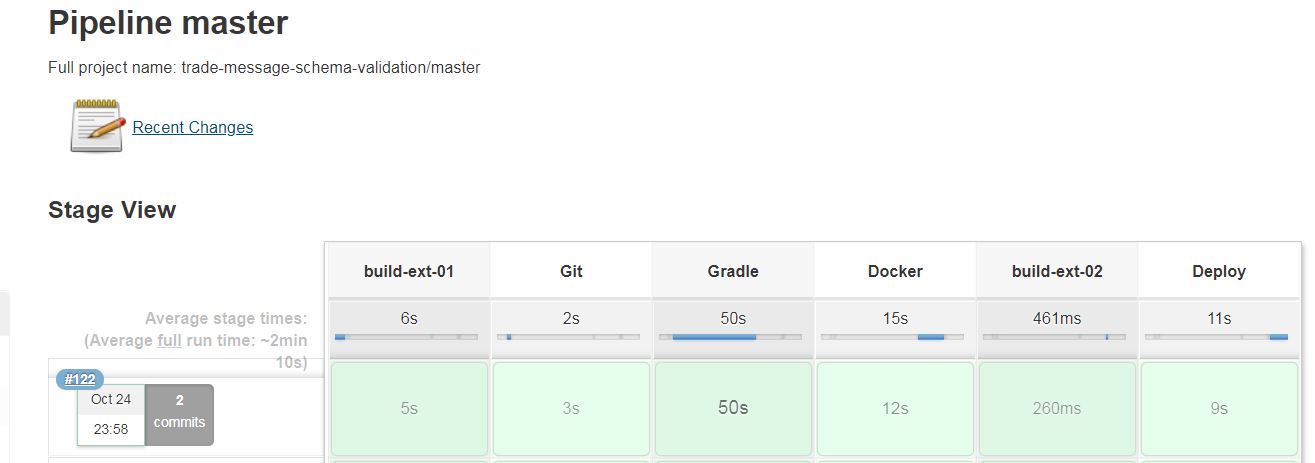 Pipeline master
Full project name: trade-message-schema-validation/master
Recent Changes
Stage View
build-ext-01 Git Gradle Docker build-ext-02 Deploy
Average stage times: 6s 2s 50s 15s 461ms 11s
(Average full run time: ~2min
10s)
#122
Oct 24 2
23:58 commits
5s 3s 50s 12s 260ms 9s